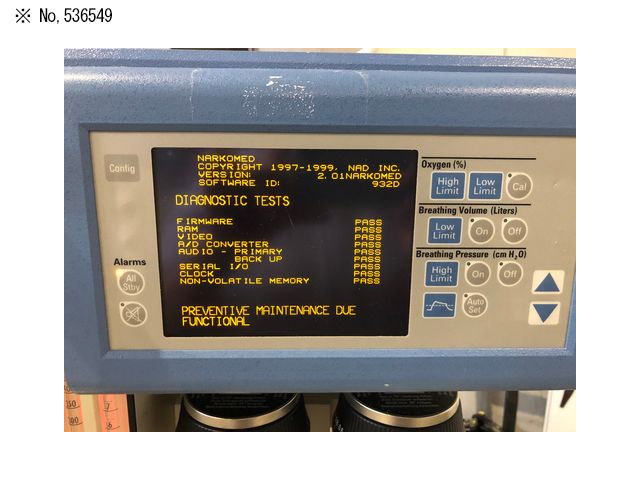 ※ No,536549
NARKOMED
COPYRIGHT 1997-1999, NAD INC.
VERSION: 2.01NARKOMED
SOFTWARE ID: 932D
DIAGNOSTIC TESTS
FIRMWARE PASS
RAM PASS
VIDEO PASS
A/D CONVERTER PASS
AUDIO - PRIMARY PASS
BACK UP PASS
SERIAL I/O PASS
CLOCK PASS
NON-VOLATILE MEMORY PASS
PREVENTIVE MAINTENANCE DUE
FUNCTIONAL
Config
Alarms
All Stby
Oxygen (%)
High Limit Low Limit Cal
Breathing Volume (Liters)
Low Limit On Off
Breathing Pressure (cm H₂O)
High Limit On Off
Auto Set